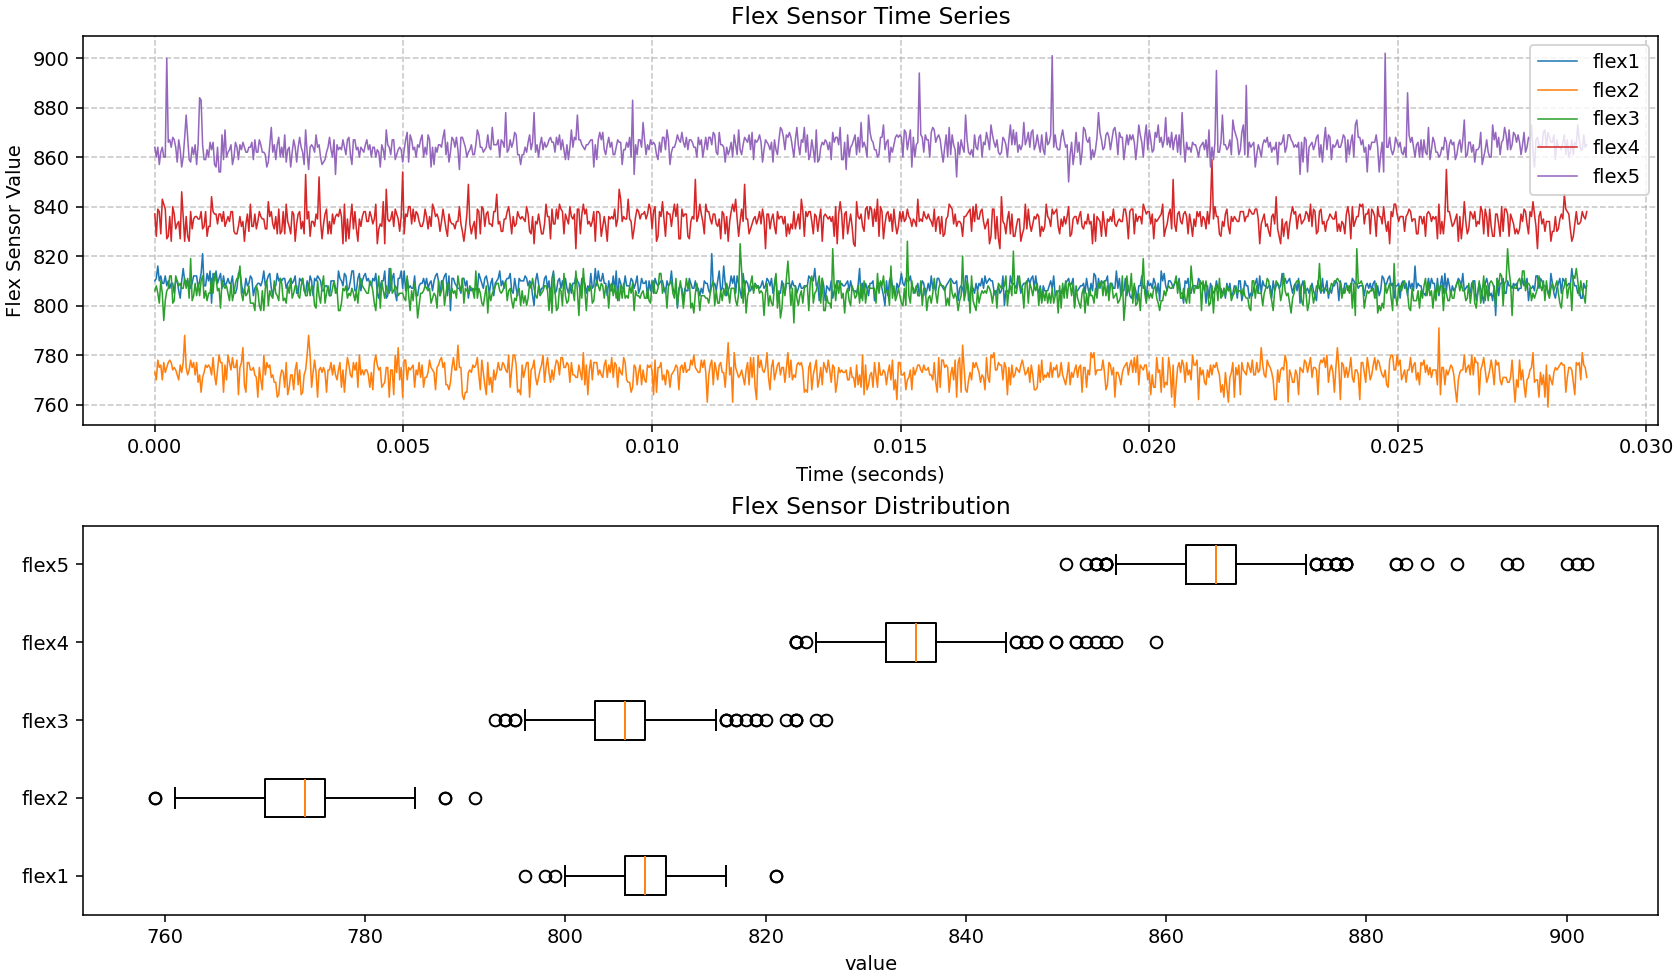 Flex Sensor Time Series
Flex Sensor Value
900
880
860
840
820
800
780
760
flex1
flex2
flex3
flex4
flex5
0.000 0.005 0.010 0.015 0.020 0.025 0.030
Time (seconds)
Flex Sensor Distribution
flex5
flex4
flex3
flex2
flex1
760 780 800 820 840 860 880 900
value